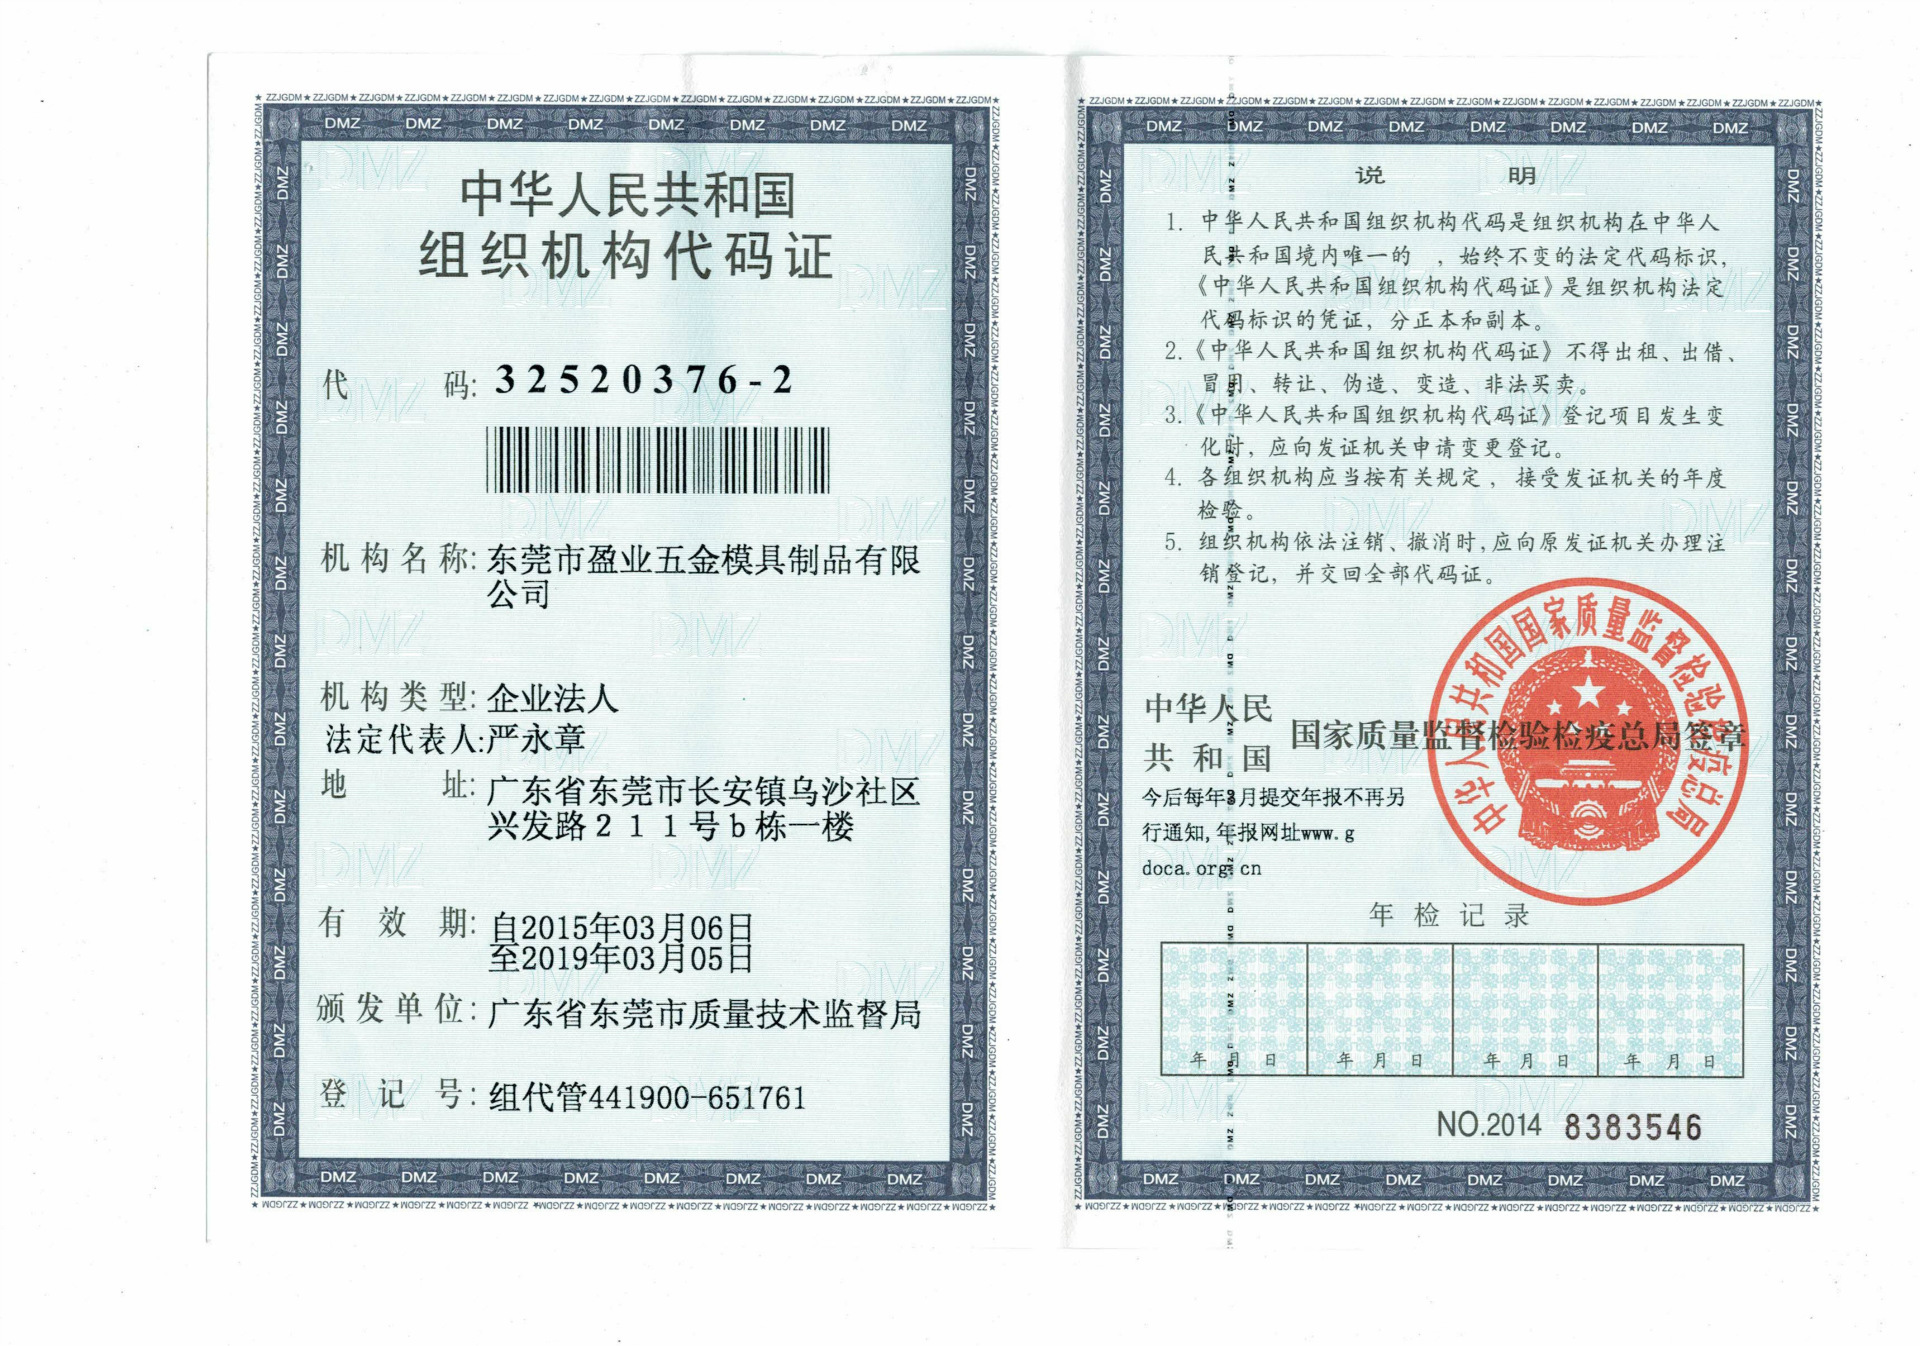 中华人民共和国
组织机构代码证
代 码: 32520376-2
机构名称: 东莞市盈业五金模具制品有限
公司
机构类型: 企业法人
法定代表人:严永章
地 址: 广东省东莞市长安镇乌沙社区
兴发路211号b栋一楼
有 效 期: 自2015年03月06日
至2019年03月05日
颁发单位: 广东省东莞市质量技术监督局
登 记 号: 组代管441900-651761
说 明
1. 中华人民共和国组织机构代码是组织机构在中华人
民共和国境内唯一的 ,始终不变的法定代码标识,
《中华人民共和国组织机构代码证》是组织机构法定
代码标识的凭证, 分正本和副本。
2.《中华人民共和国组织机构代码证》不得出租、出借、
冒用、转让、伪造、变造、非法买卖。
3.《中华人民共和国组织机构代码证》登记项目发生变
化时, 应向发证机关申请变更登记。
4. 各组织机构应当按有关规定, 接受发证机关的年度
检验。
5. 组织机构依法注销、撤消时,应向原发证机关办理注
销登记, 并交回全部代码证。
中华人民
共和国 国家质量监督检验检疫总局签章
中华人民共和国国家质量监督检验检疫总局
今后每年3月提交年报不再另
行通知,年报网址www.g
doca.org.cn
年检记录
年 月 日 年 月 日 年 月 日 年 月 日
NO.2014 8383546